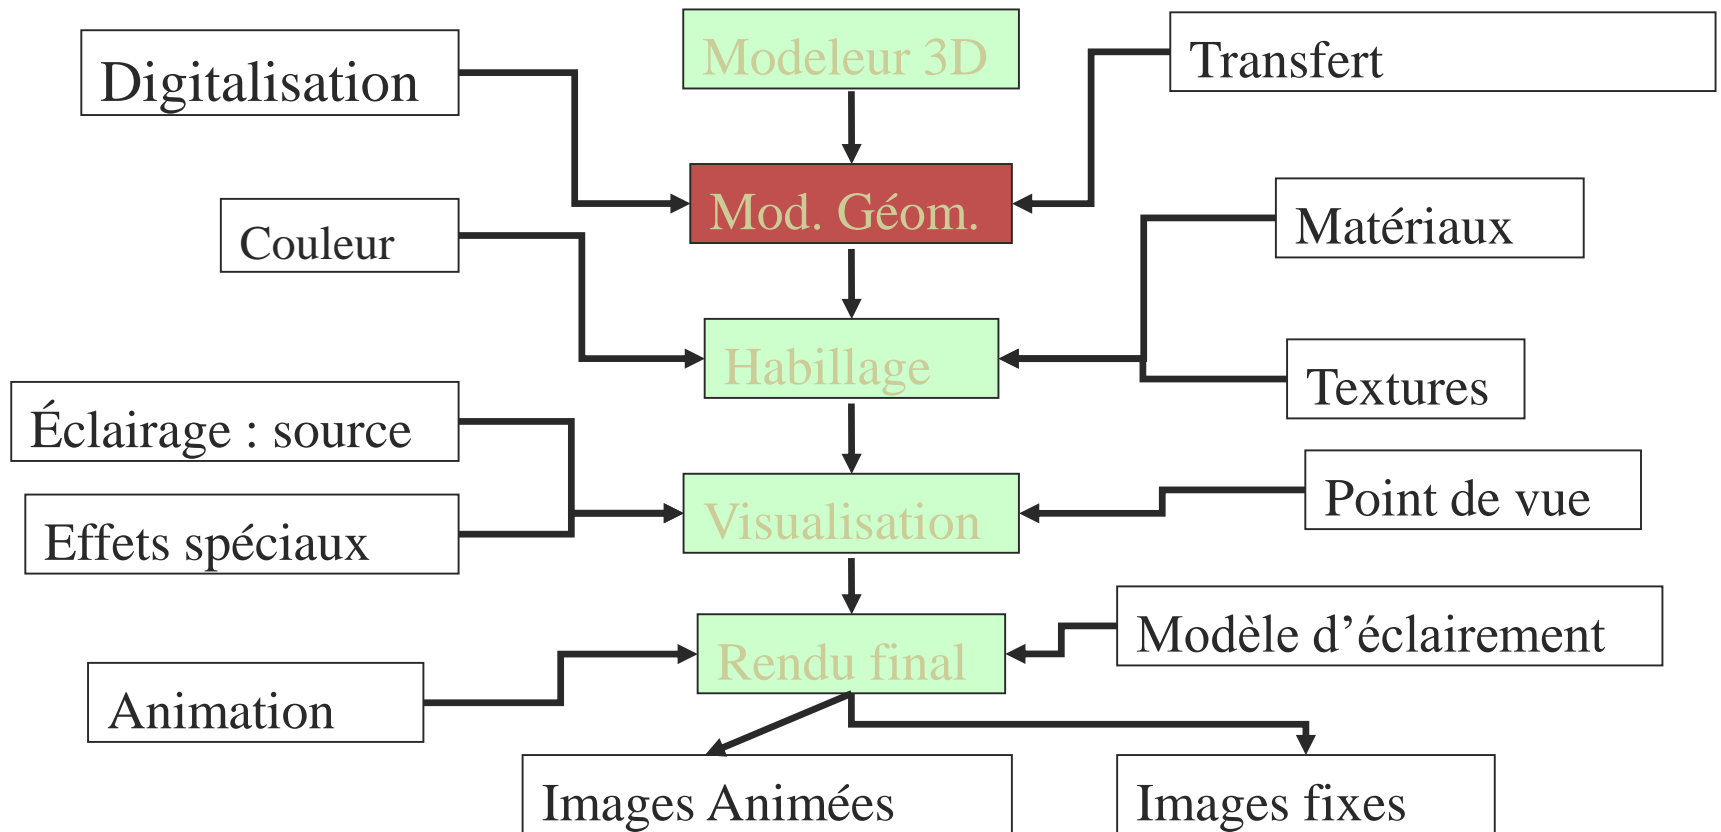 Modeleur 3D
Transfert
Digitalisation
Mod. Géom.
Matériaux
Couleur
Habillage
Textures
Éclairage : source
Point de vue
Visualisation
Effets spéciaux
Modèle d’éclairement
Rendu final
Animation
Images Animées
Images fixes